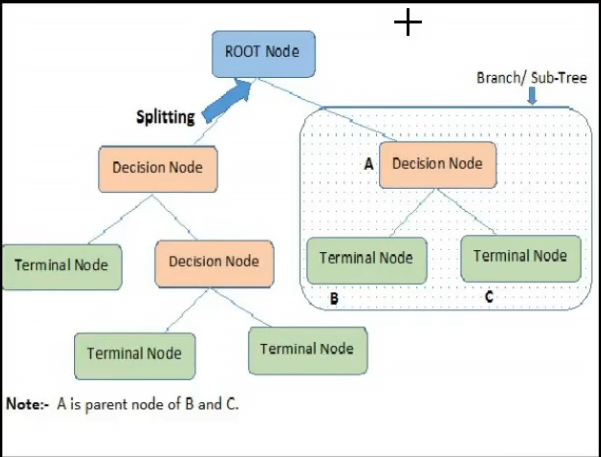 ROOT Node
Branch/ Sub-Tree
Splitting
Decision Node
A
Decision Node
Terminal Node
Decision Node
Terminal Node
Terminal Node
B
C
Terminal Node
Terminal Node
Note:- A is parent node of B and C.